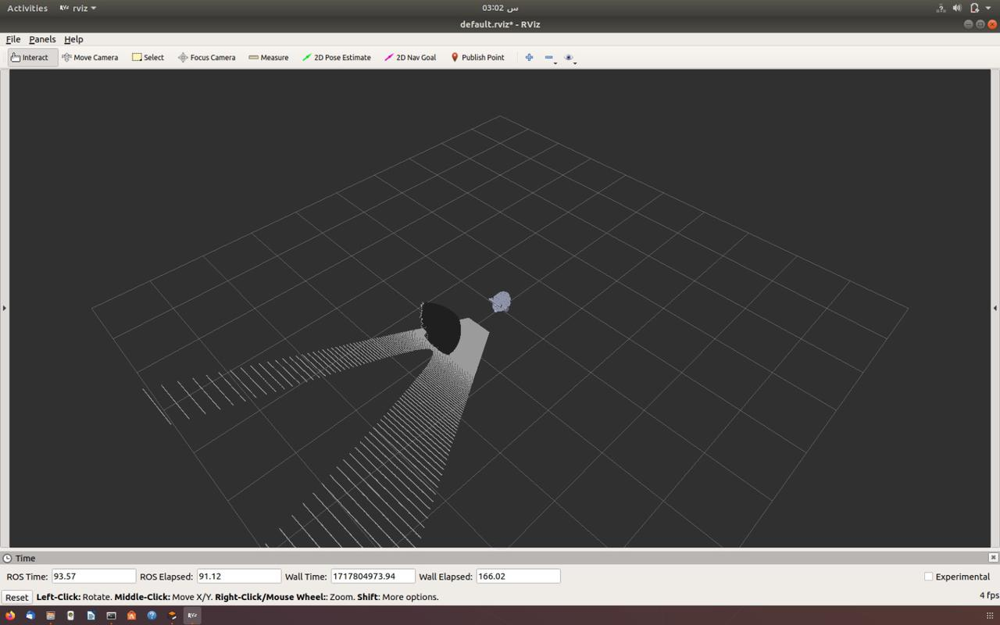 Activities RViz rviz
س 03:02
default.rviz* - RViz
File Panels Help
Interact Move Camera Select Focus Camera Measure 2D Pose Estimate 2D Nav Goal Publish Point
Time
ROS Time: 93.57 ROS Elapsed: 91.12 Wall Time: 1717804973.94 Wall Elapsed: 166.02 Experimental
Reset Left-Click: Rotate. Middle-Click: Move X/Y. Right-Click/Mouse Wheel:: Zoom. Shift: More options. 4 fps
RViz